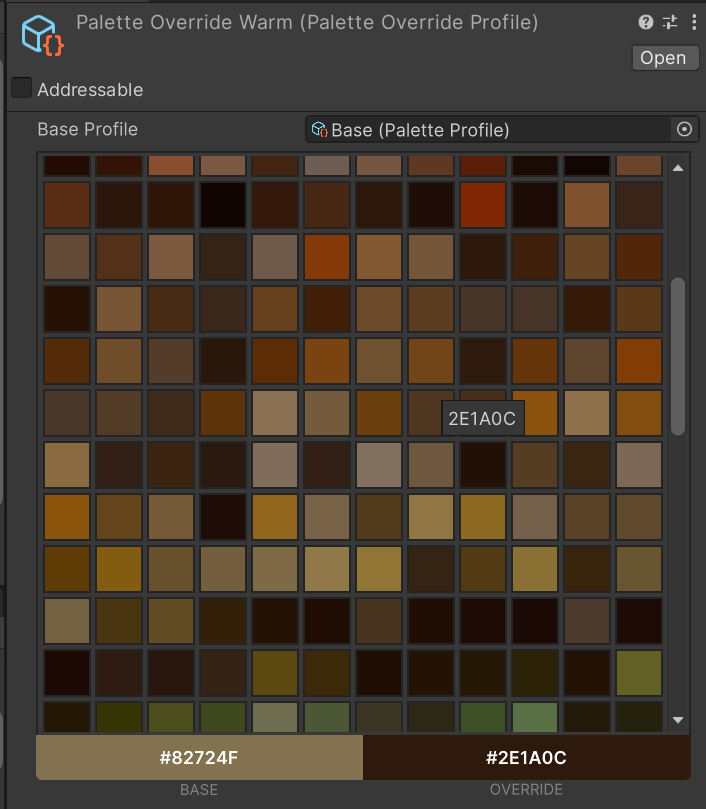 Palette Override Warm (Palette Override Profile)
Open
Addressable
Base Profile
Base (Palette Profile)
2E1A0C
#82724F
#2E1A0C
BASE
OVERRIDE